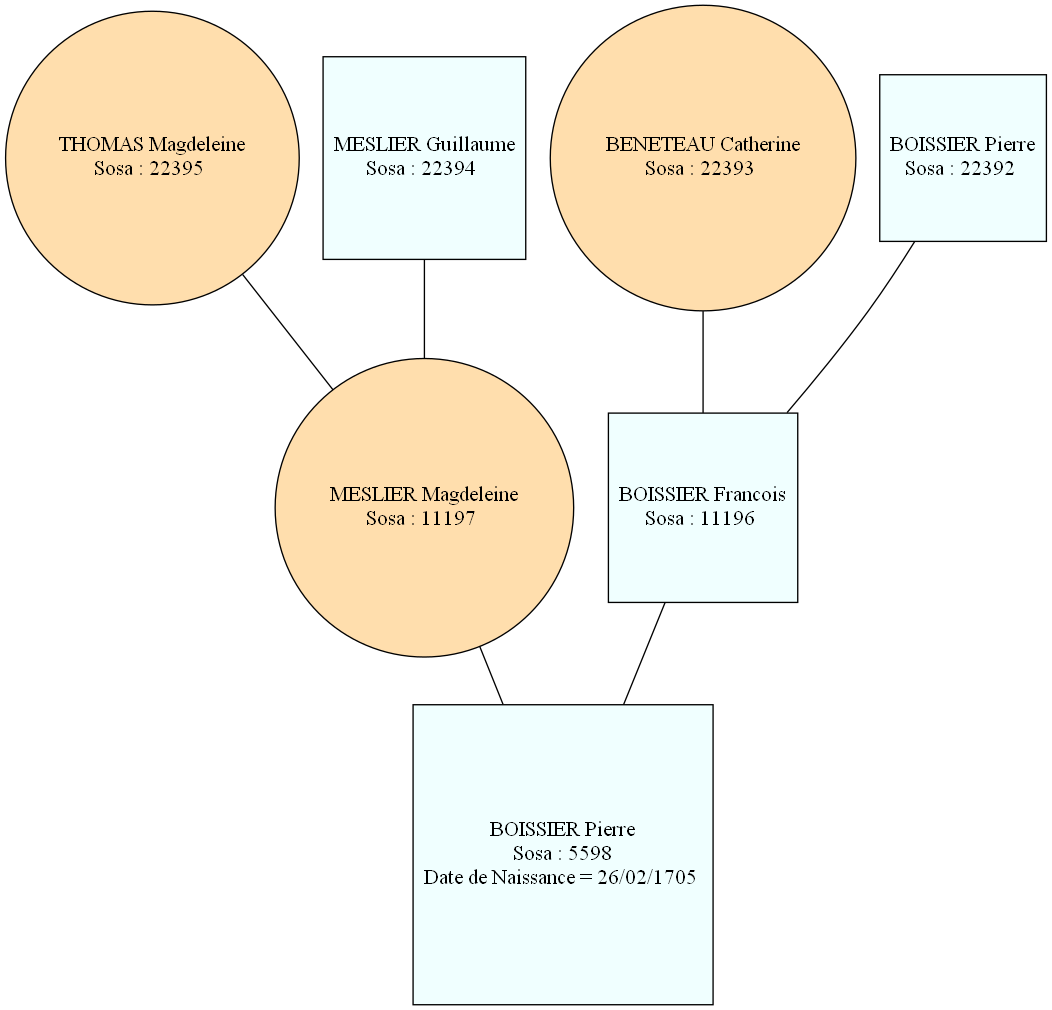 THOMAS Magdeleine
Sosa : 22395
MESLIER Guillaume
Sosa : 22394
BENETEAU Catherine
Sosa : 22393
BOISSIER Pierre
Sosa : 22392
MESLIER Magdeleine
Sosa : 11197
BOISSIER Francois
Sosa : 11196
BOISSIER Pierre
Sosa : 5598
Date de Naissance = 26/02/1705